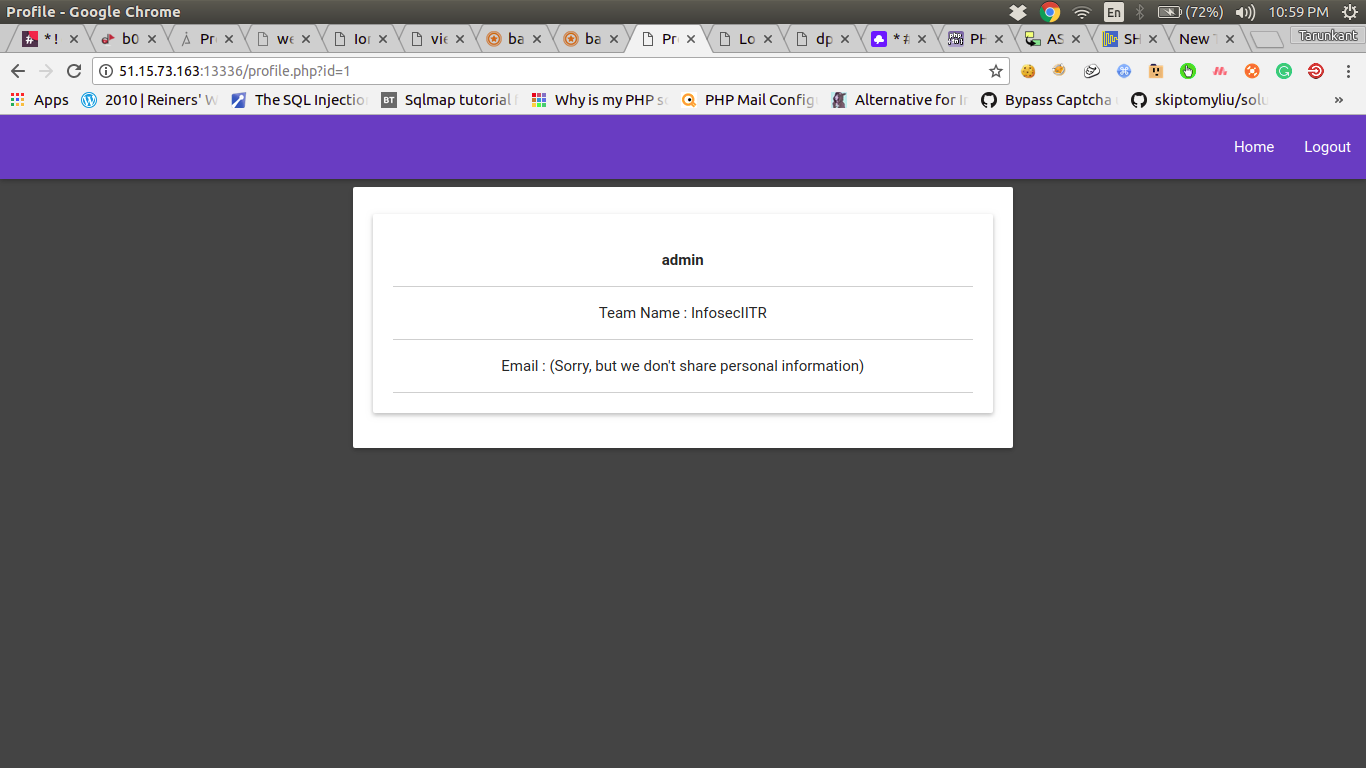 Profile - Google Chrome
En
(72%)
10:59 PM
* !
b0
Pr
we
Ior
vie
ba
ba
Pr
Lo
dp
* #
PH
AS
SH
New
Tarunkant
51.15.73.163:13336/profile.php?id=1
Apps
2010 | Reiners' W
The SQL Injectio
BT
Sqlmap tutorial
Why is my PHP s
PHP Mail Config
Alternative for I
Bypass Captcha
skiptomyliu/solu
»
Home
Logout
admin
Team Name : InfosecIITR
Email : (Sorry, but we don't share personal information)